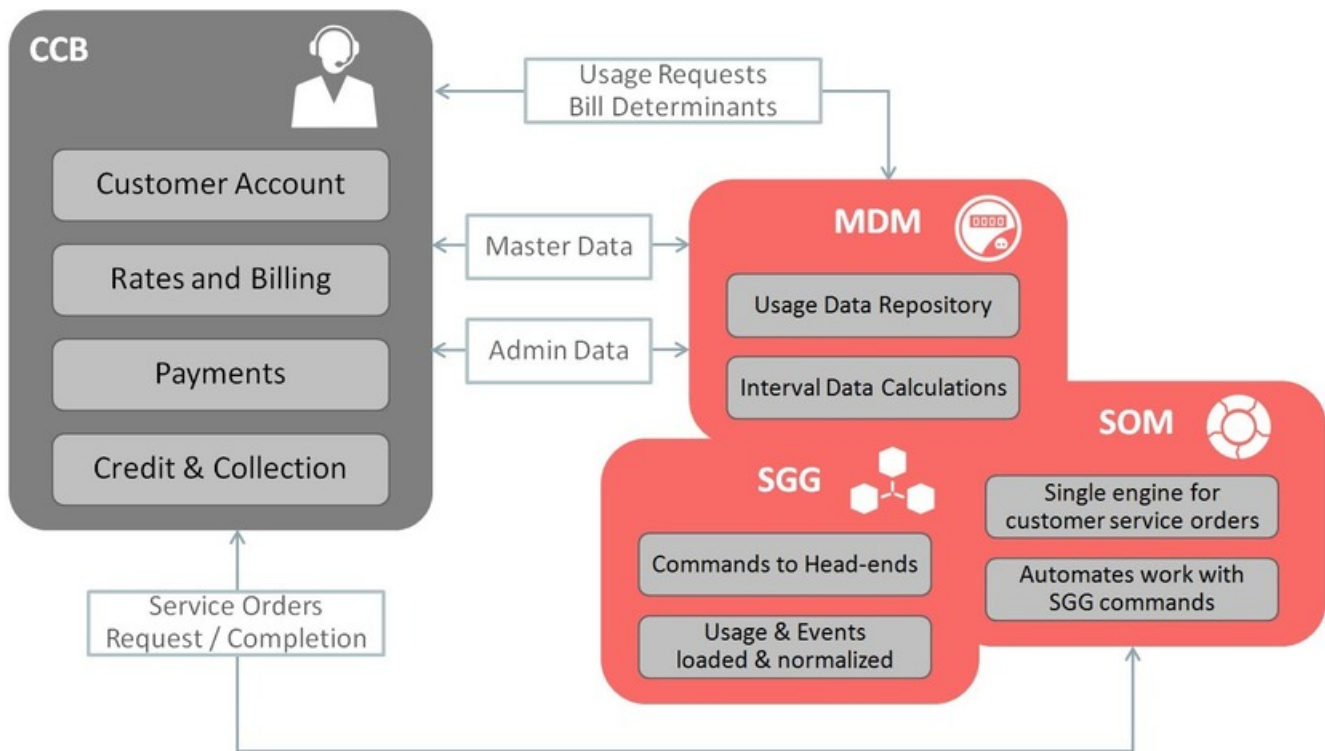 CCB
Customer Account
Rates and Billing
Payments
Credit & Collection
Usage Requests
Bill Determinants
Master Data
Admin Data
Service Orders
Request / Completion
MDM
0000
Usage Data Repository
Interval Data Calculations
SGG
Commands to Head-ends
Usage & Events
loaded & normalized
SOM
Single engine for
customer service orders
Automates work with
SGG commands